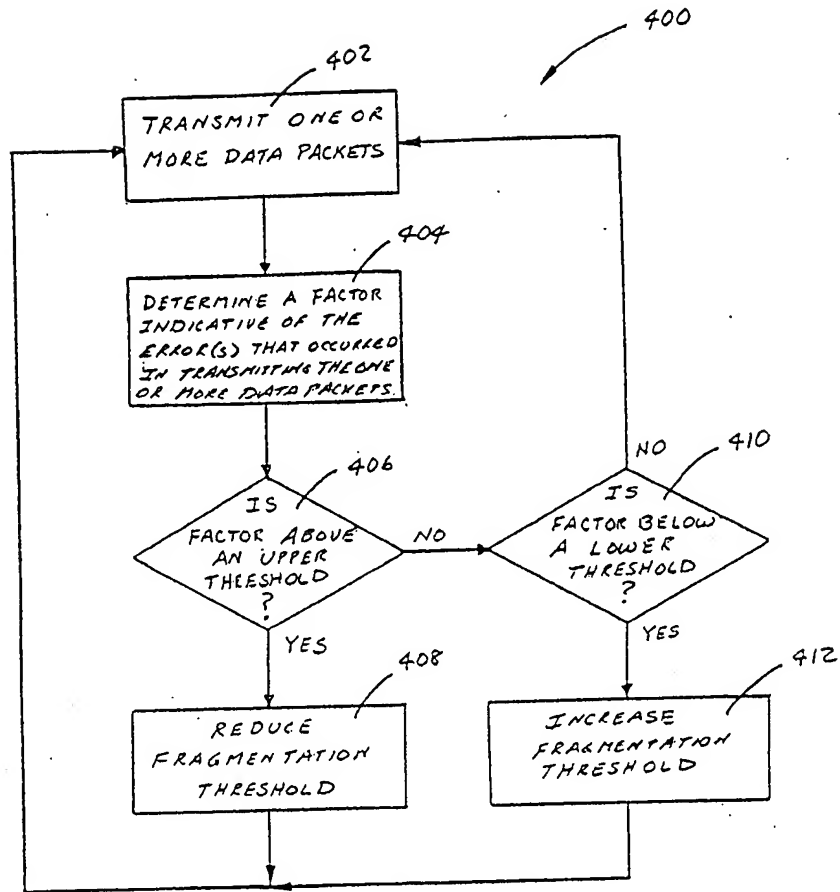 400
402
TRANSMIT ONE OR
MORE DATA PACKETS
404
DETERMINE A FACTOR
INDICATIVE OF THE
ERROR(S) THAT OCCURRED
IN TRANSMITTING THE ONE
OR MORE DATA PACKETS.
406
IS
FACTOR ABOVE
AN UPPER
THRESHOLD
?
NO
YES
410
NO
IS
FACTOR BELOW
A LOWER
THRESHOLD
?
YES
408
REDUCE
FRAGMENTATION
THRESHOLD
412
INCREASE
FRAGMENTATION
THRESHOLD